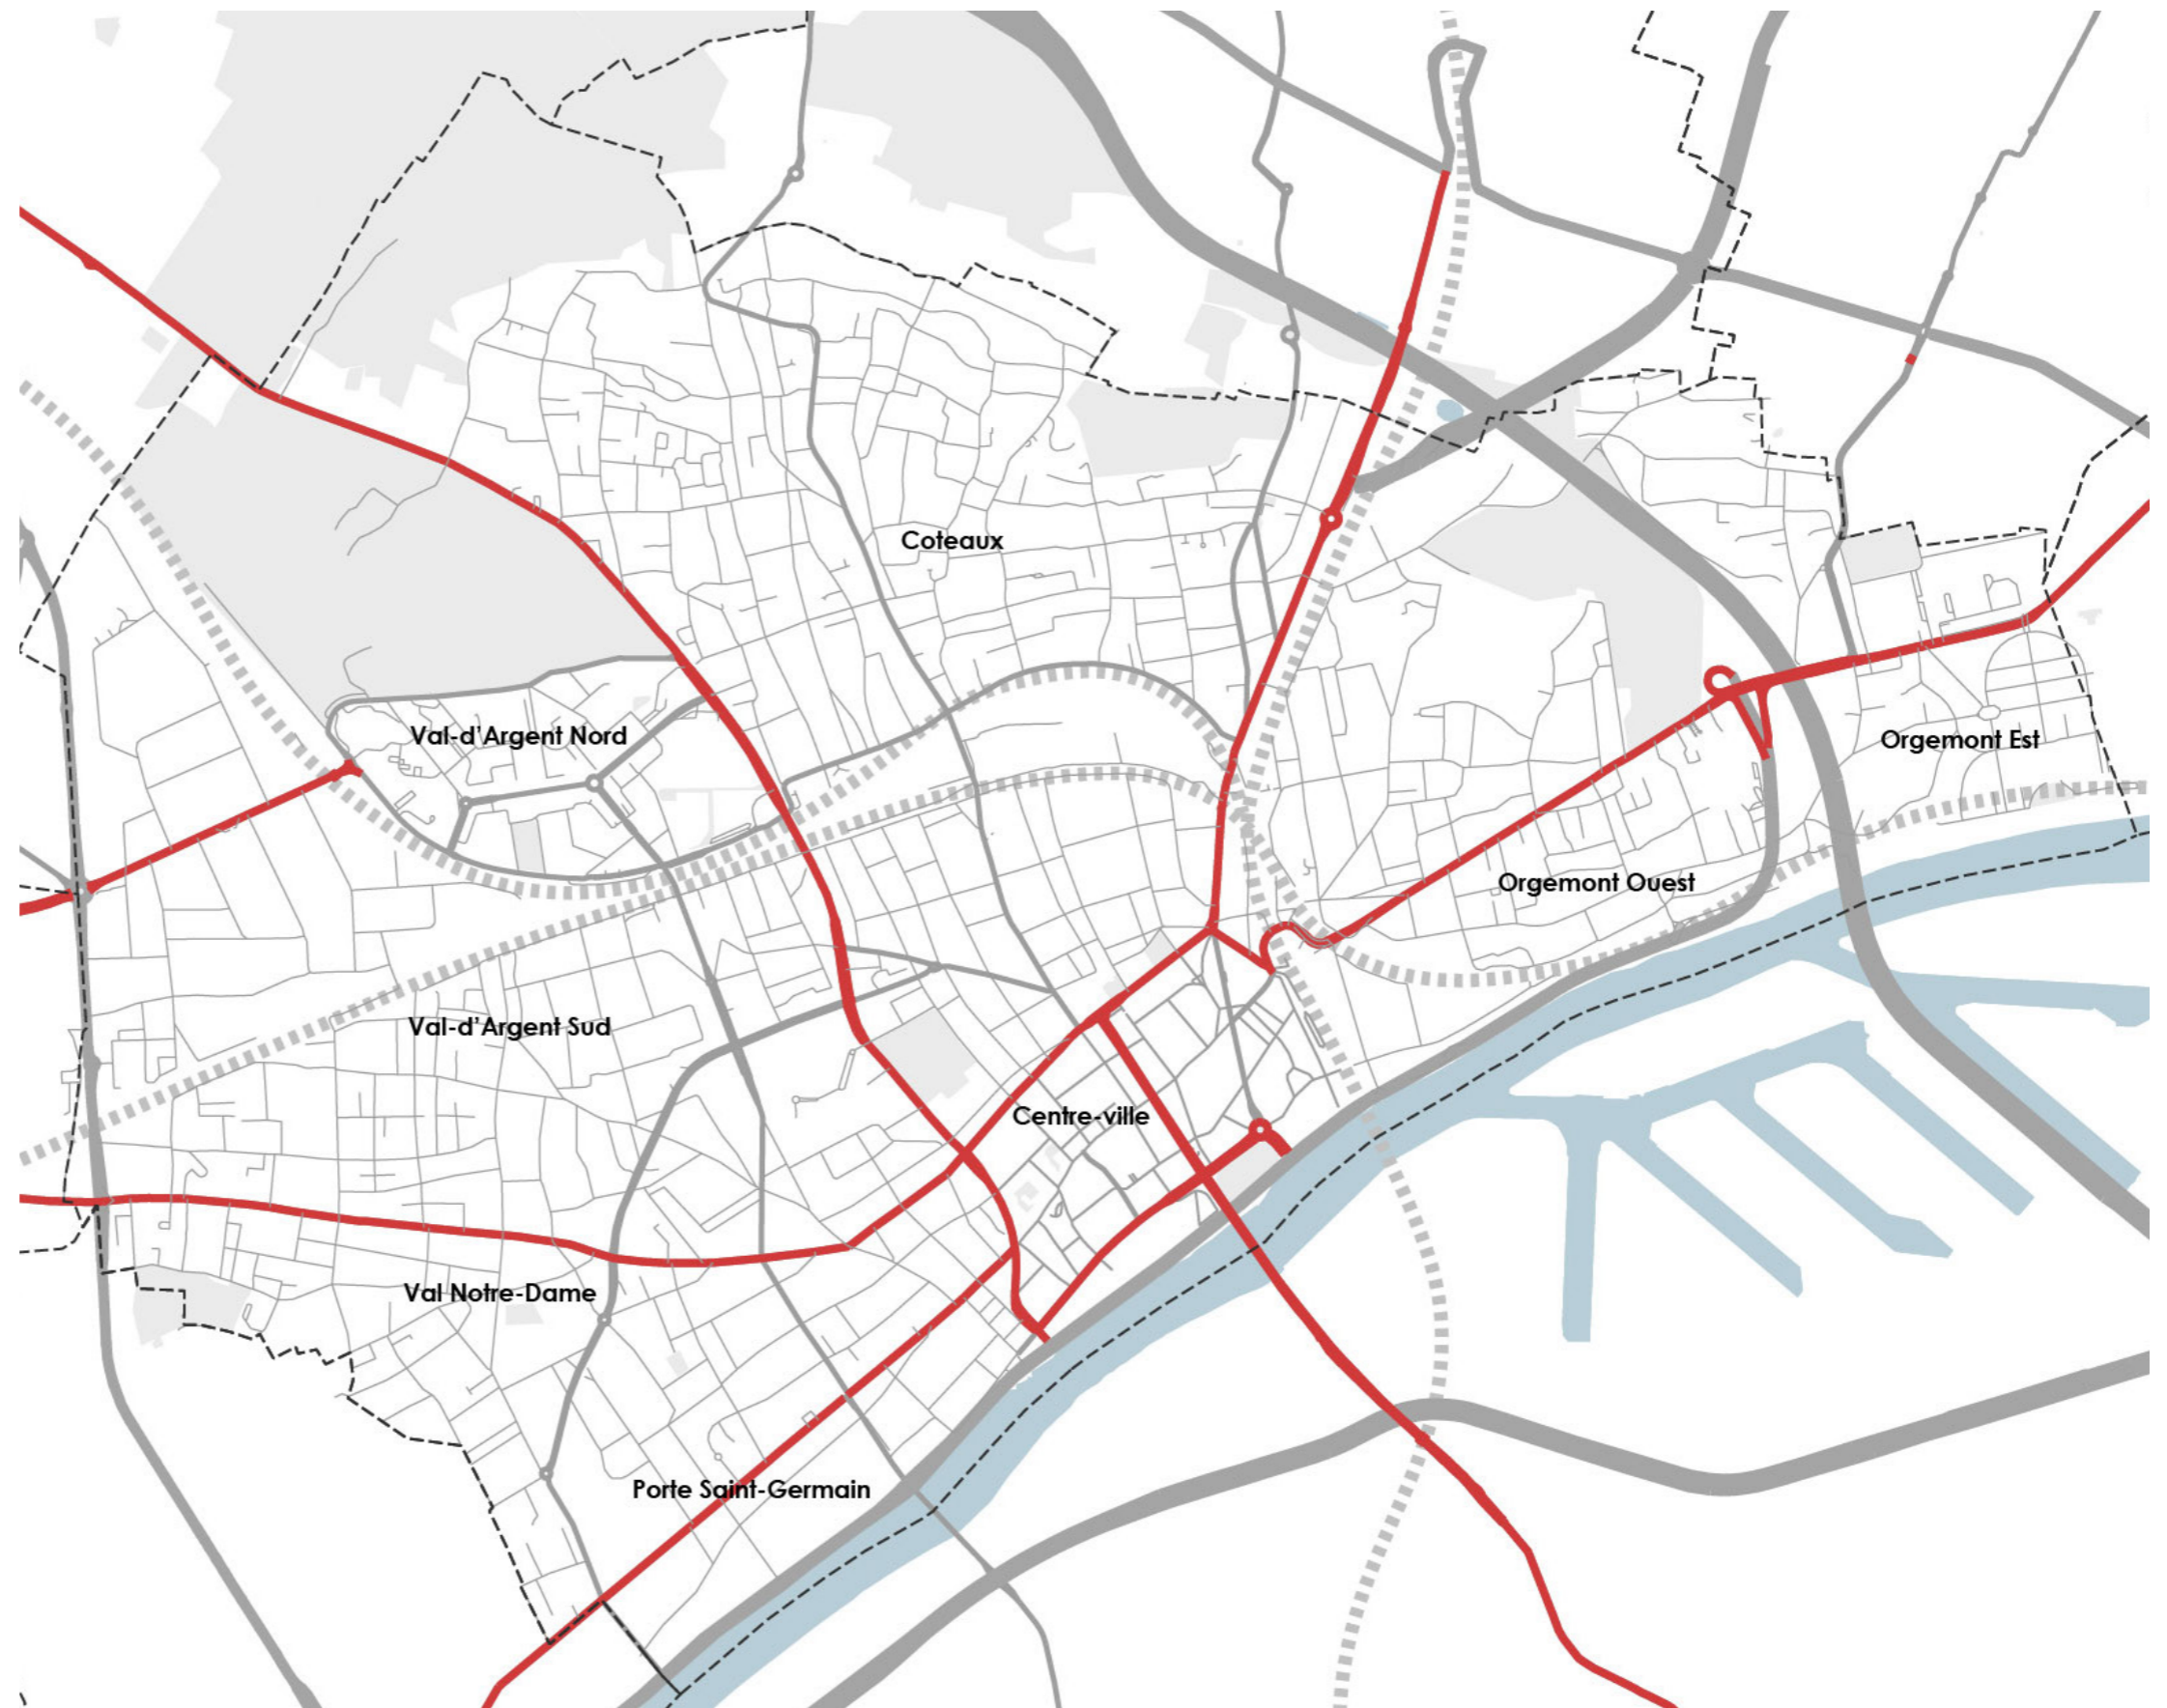 Coteaux
Val-d'Argent Nord
Orgemont Est
Orgemont Ouest
Val-d'Argent Sud
Centre-ville
Val Notre-Dame
Porte Saint-Germain